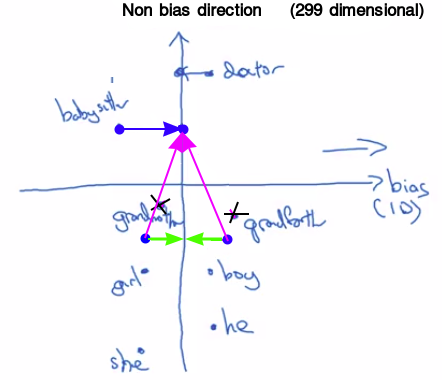 Non bias direction (299 dimensional)
doctor
babysitter
bias
(1D)
grandmother
grandfather
girl
boy
he
she